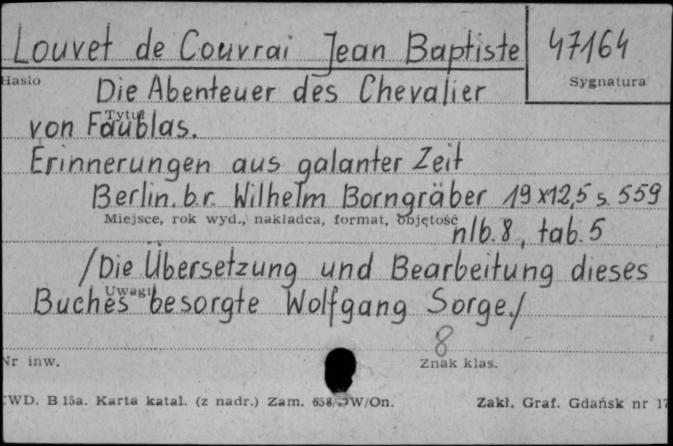 Louvet de Couvrai Jean Baptiste 47164
Hasło Sygnatura
Die Abenteuer des Chevalier
Tytuł
von Faublas.
Erinnerungen aus galanter Zeit
Berlin. b.r. Wilhelm Borngräber 19x12,5 s. 559
Miejsce, rok wyd., nakładca, format, objętość
nlb. 8, tab. 5
/Die Übersetzung und Bearbeitung dieses
Uwagi
Buches besorgte Wolfgang Sorge./
8
Nr inw. Znak klas.
WD. B 15a. Karta katal. (z nadr.) Zam. W/On. Zakł. Graf. Gdańsk nr